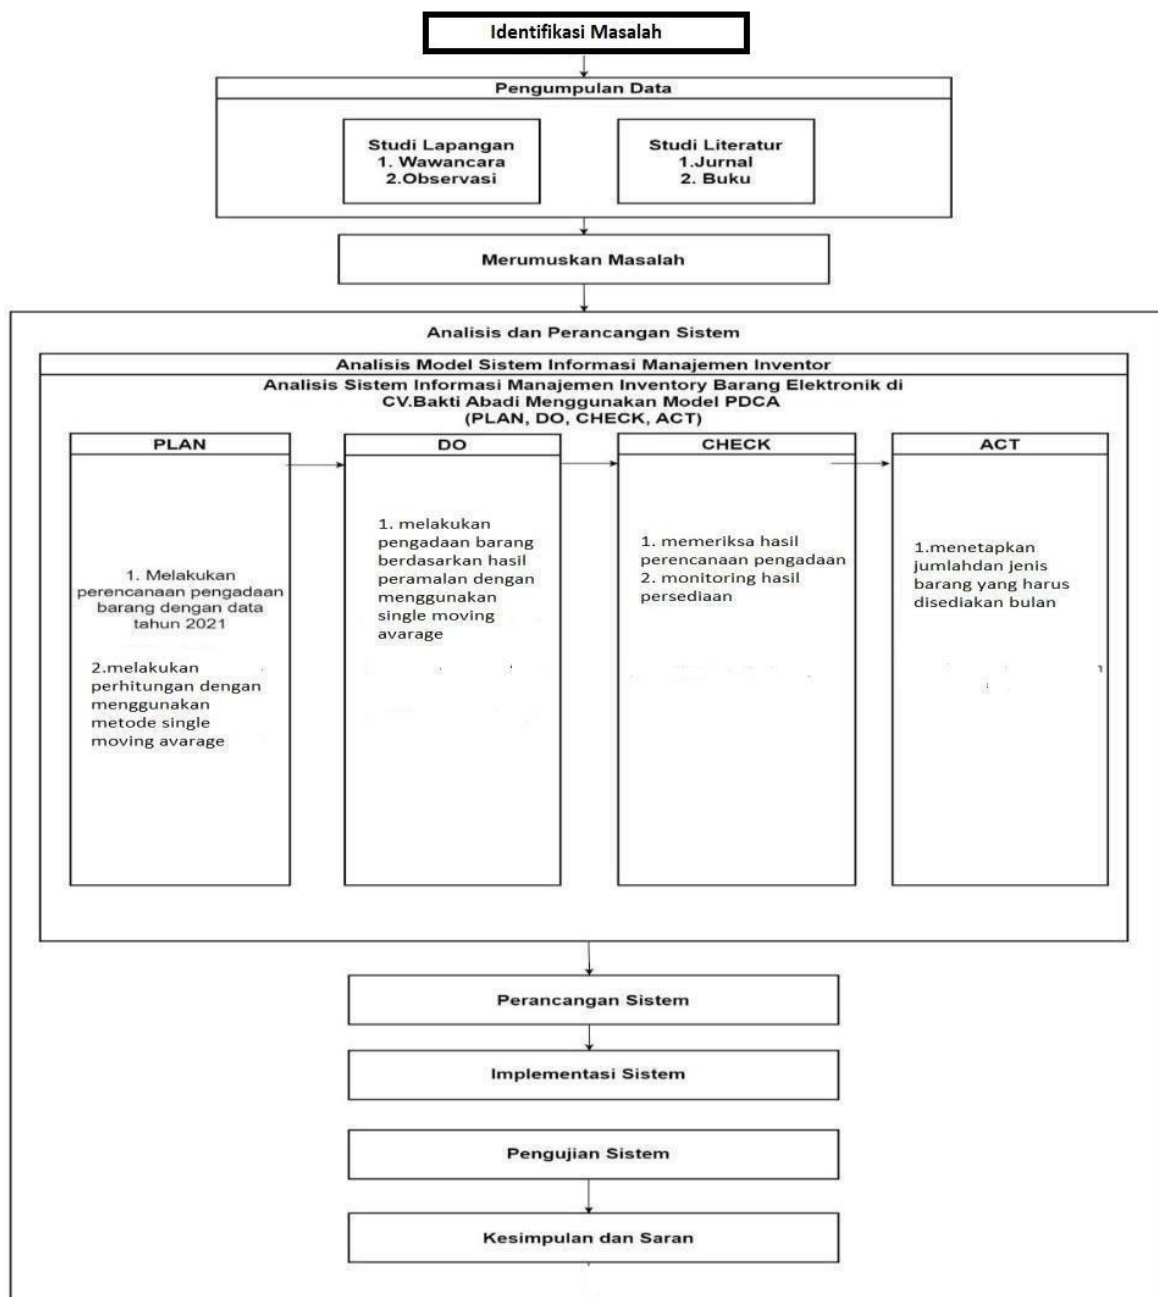 Identifikasi Masalah
Pengumpulan Data
Studi Lapangan
1. Wawancara
2.Observasi
Studi Literatur
1.Jurnal
2. Buku
Merumuskan Masalah
Analisis dan Perancangan Sistem
Analisis Model Sistem Informasi Manajemen Inventor
Analisis Sistem Informasi Manajemen Inventory Barang Elektronik di
CV.Bakti Abadi Menggunakan Model PDCA
(PLAN, DO, CHECK, ACT)
PLAN
1. Melakukan
perencanaan pengadaan
barang dengan data
tahun 2021
2.melakukan
perhitungan dengan
menggunakan
metode single
moving avarage
DO
1. melakukan
pengadaan barang
berdasarkan hasil
peramalan dengan
menggunakan
single moving
avarage
CHECK
1. memeriksa hasil
perencanaan pengadaan
2. monitoring hasil
persediaan
ACT
1.menetapkan
jumlahdan jenis
barang yang harus
disediakan bulan
Perancangan Sistem
Implementasi Sistem
Pengujian Sistem
Kesimpulan dan Saran